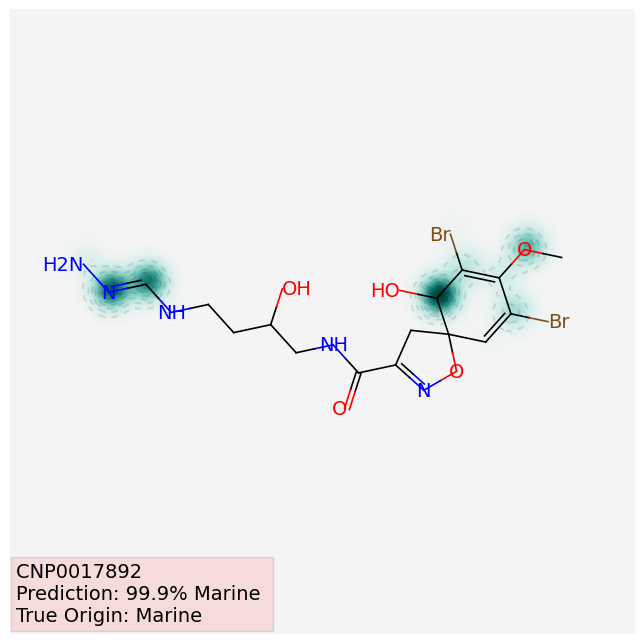 Br
O
H2N
N
OH
HO
NH
Br
NH
O
N
O
CNP0017892
Prediction: 99.9% Marine
True Origin: Marine